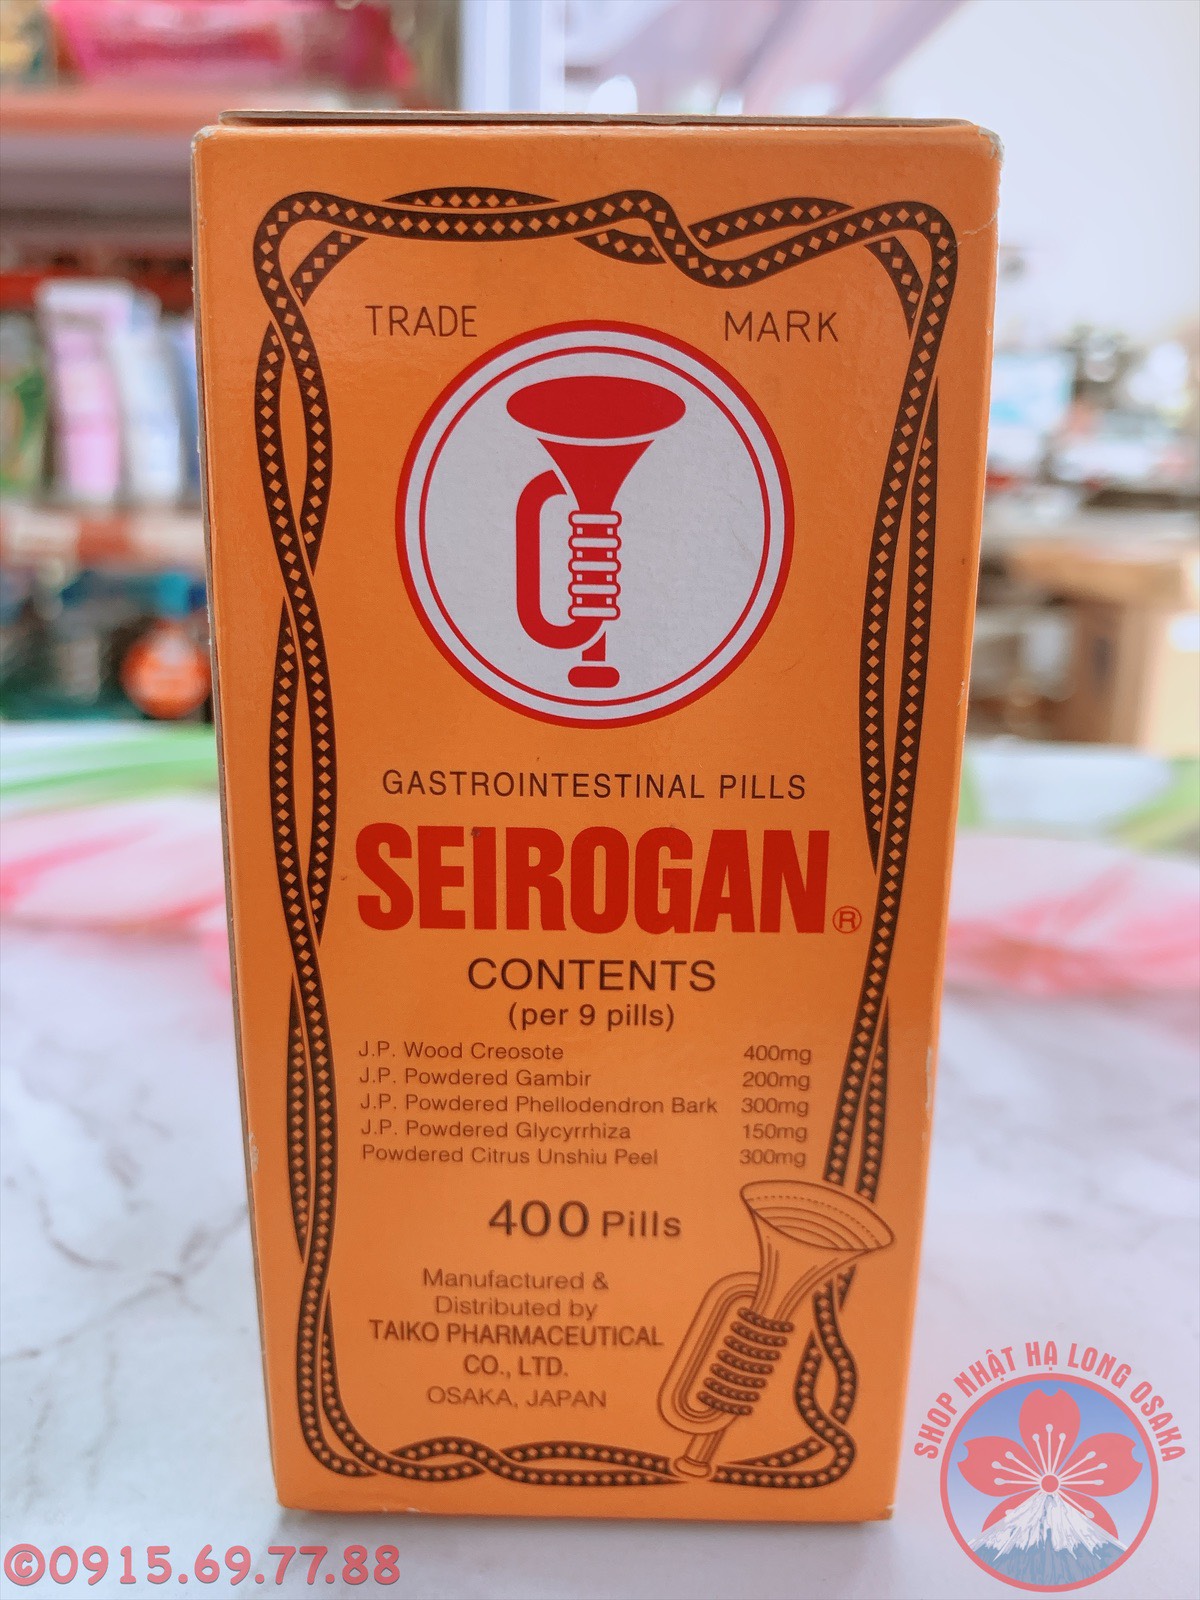 TRADE MARK
GASTROINTESTINAL PILLS
SEIROGAN®
CONTENTS
(per 9 pills)
J.P. Wood Creosote 400mg
J.P. Powdered Gambir 200mg
J.P. Powdered Phellodendron Bark 300mg
J.P. Powdered Glycyrrhiza 150mg
Powdered Citrus Unshiu Peel 300mg
400 Pills
Manufactured &
Distributed by
TAIKO PHARMACEUTICAL
CO., LTD.
OSAKA, JAPAN
SHOP NHẬT HẠ LONG OSAKA
©0915.69.77.88